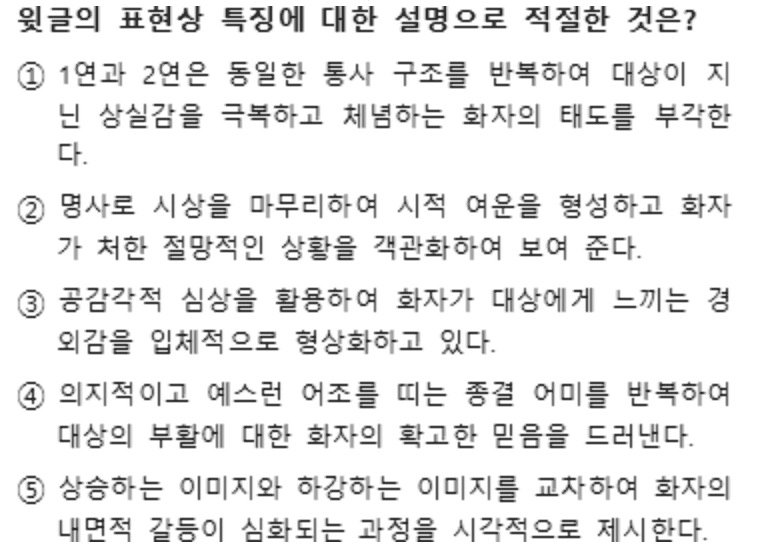 윗글의 표현상 특징에 대한 설명으로 적절한 것은?
① 1연과 2연은 동일한 통사 구조를 반복하여 대상이 지
닌 상실감을 극복하고 체념하는 화자의 태도를 부각한
다.
② 명사로 시상을 마무리하여 시적 여운을 형성하고 화자
가 처한 절망적인 상황을 객관화하여 보여 준다.
③ 공감각적 심상을 활용하여 화자가 대상에게 느끼는 경
외감을 입체적으로 형상화하고 있다.
④ 의지적이고 예스런 어조를 띠는 종결 어미를 반복하여
대상의 부활에 대한 화자의 확고한 믿음을 드러낸다.
⑤ 상승하는 이미지와 하강하는 이미지를 교차하여 화자의
내면적 갈등이 심화되는 과정을 시각적으로 제시한다.